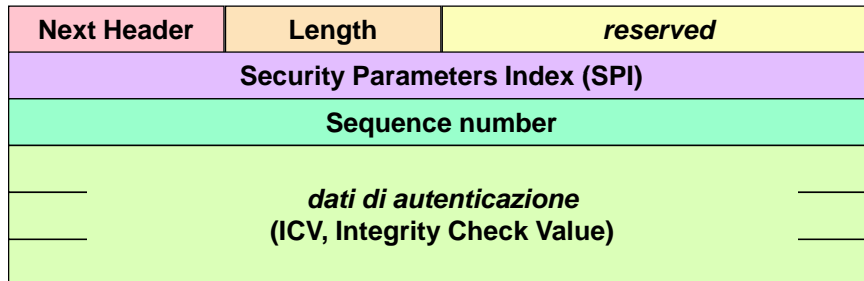 Next Header Length reserved
Security Parameters Index (SPI)
Sequence number
dati di autenticazione
(ICV, Integrity Check Value)